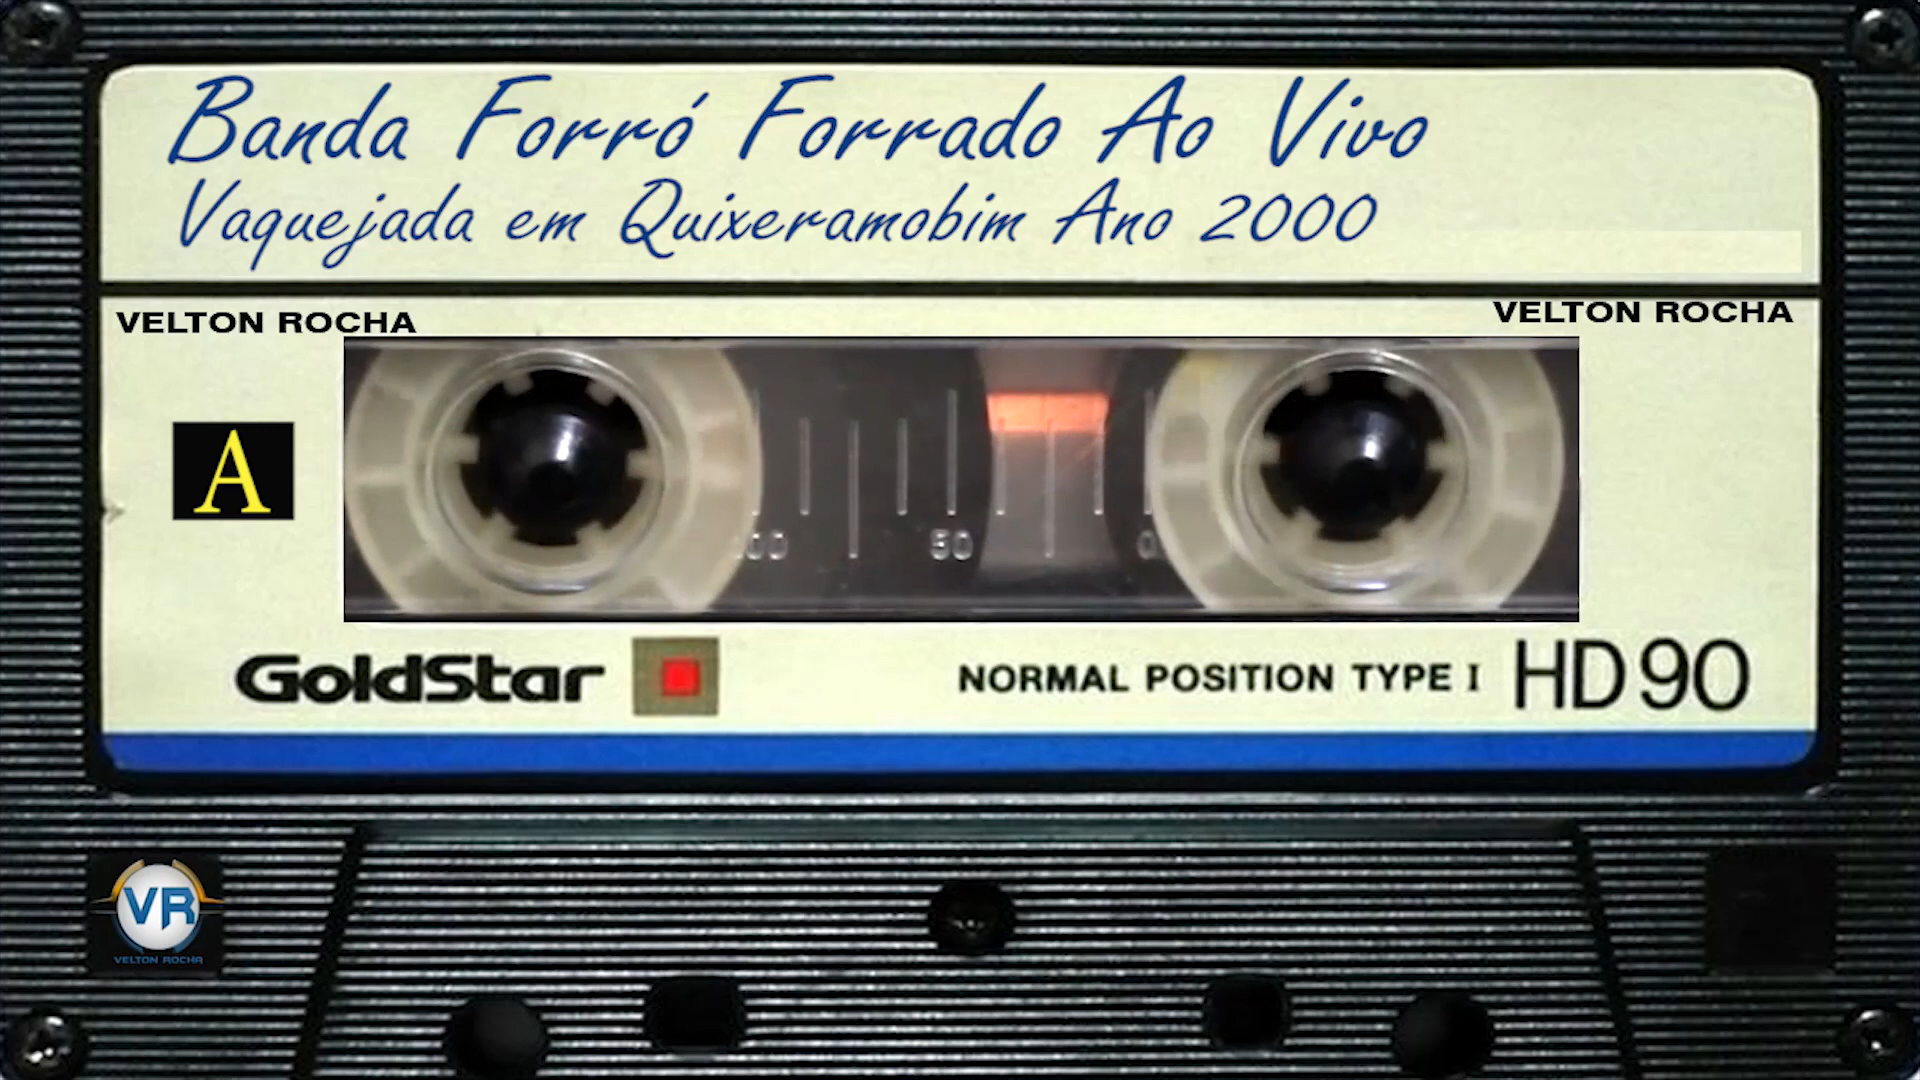 Banda Forró Forrado Ao Vivo
Vaquejada em Quixeramobim Ano 2000
VELTON ROCHA
VELTON ROCHA
A
50
0
GoldStar
NORMAL POSITION TYPE I HD90
VR
VELTON ROCHA